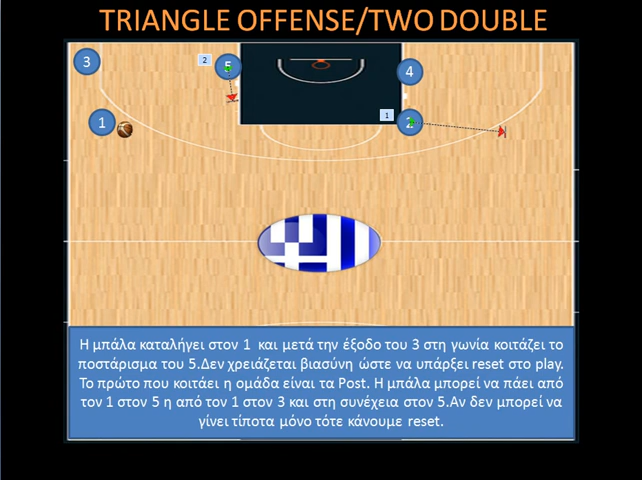 TRIANGLE OFFENSE/TWO DOUBLE
3
2
5
4
1
1
2
Η μπάλα καταλήγει στον 1 και μετά την έξοδο του 3 στη γωνία κοιτάζει το
ποστάρισμα του 5.Δεν χρειάζεται βιασύνη ώστε να υπάρξει reset στο play.
Το πρώτο που κοιτάει η ομάδα είναι τα Post. Η μπάλα μπορεί να πάει από
τον 1 στον 5 η από τον 1 στον 3 και στη συνέχεια στον 5.Αν δεν μπορεί να
γίνει τίποτα μόνο τότε κάνουμε reset.